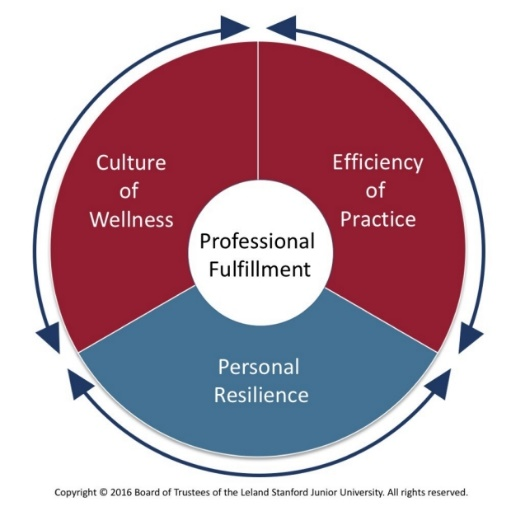 Culture
of
Wellness
Efficiency
of
Practice
Professional
Fulfillment
Personal
Resilience
Copyright © 2016 Board of Trustees of the Leland Stanford Junior University. All rights reserved.